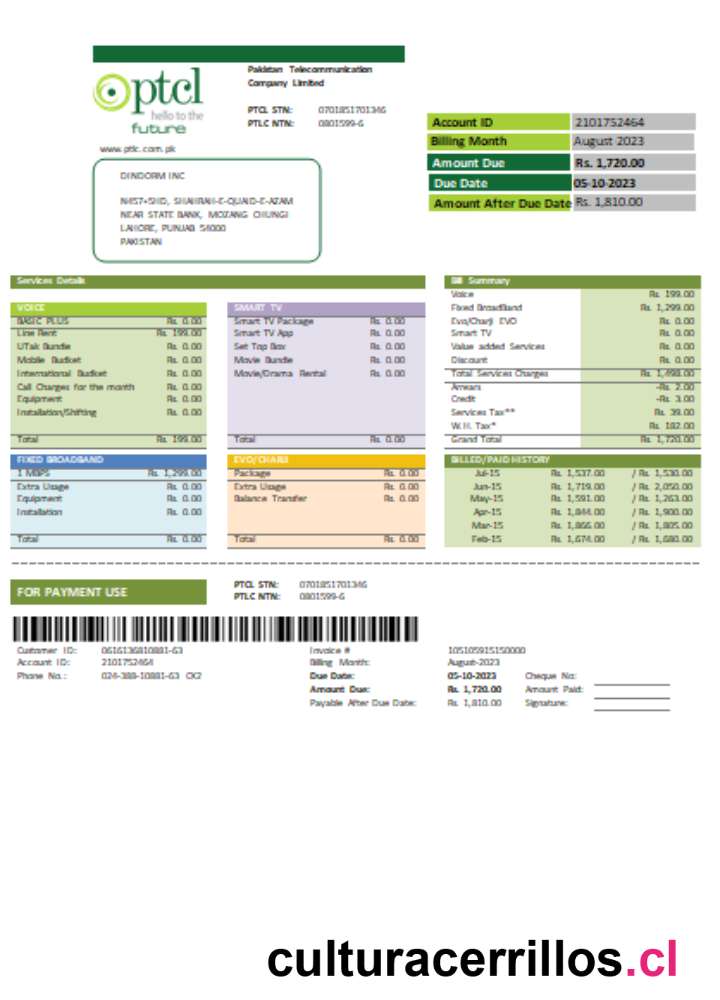 ptcl
hello to the
future
www.ptlc.com.pk
Pakistan Telecommunication
Company Limited
PTCL STN: 0701851701346
PTLC NTN: 0801599-6
Account ID 2101752464
Billing Month August 2023
Amount Due Rs. 1,720.00
Due Date 05-10-2023
Amount After Due Date Rs. 1,810.00
DINDORM INC
NEAR STATE BANK, MOZANG CHUNGI
LAHORE, PUNJAB 54000
PAKISTAN
Services Details
VOICE
BASIC PLUS Rs. 0.00
Line Rent Rs. 199.00
UTak Bundle Rs. 0.00
Mobile Bucket Rs. 0.00
International Bucket Rs. 0.00
Call Charges for the month Rs. 0.00
Equipment Rs. 0.00
Installation/Shifting Rs. 0.00
Total Rs. 199.00
SMART TV
Smart TV Package Rs. 0.00
Smart TV App Rs. 0.00
Set Top Box Rs. 0.00
Movie Bundle Rs. 0.00
Movie/Drama Rental Rs. 0.00
Total Rs. 0.00
Bill Summary
Voice Rs. 199.00
Fixed BroadBand Rs. 1,299.00
Evo/Charji EVO Rs. 0.00
Smart TV Rs. 0.00
Value added Services Rs. 0.00
Discount Rs. 0.00
Total Services Charges Rs. 1,498.00
Arrears -Rs. 2.00
Credit -Rs. 3.00
Services Tax** Rs. 39.00
W.H. Tax* Rs. 182.00
Grand Total Rs. 1,720.00
FIXED BROADBAND
1 MBPS Rs. 1,299.00
Extra Usage Rs. 0.00
Equipment Rs. 0.00
Installation Rs. 0.00
Total Rs. 0.00
EVO/CHARJI
Package Rs. 0.00
Extra Usage Rs. 0.00
Balance Transfer Rs. 0.00
Total Rs. 0.00
BILLED/PAID HISTORY
Jul-15 Rs. 1,537.00 / Rs. 1,530.00
Jun-15 Rs. 1,719.00 / Rs. 2,050.00
May-15 Rs. 1,591.00 / Rs. 1,263.00
Apr-15 Rs. 1,844.00 / Rs. 1,900.00
Mar-15 Rs. 1,866.00 / Rs. 1,805.00
Feb-15 Rs. 1,674.00 / Rs. 1,680.00
FOR PAYMENT USE
PTCL STN: 0701851701346
PTLC NTN: 0801599-6
Customer ID: 0616136810881-63
Account ID: 2101752464
Phone No.: 024-388-10881-63 CK2
Invoice # 105105915150000
Billing Month: August-2023
Due Date: 05-10-2023
Amount Due: Rs. 1,720.00
Payable After Due Date: Rs. 1,810.00
Cheque No:
Amount Paid:
Signature:
culturacerrillos.cl